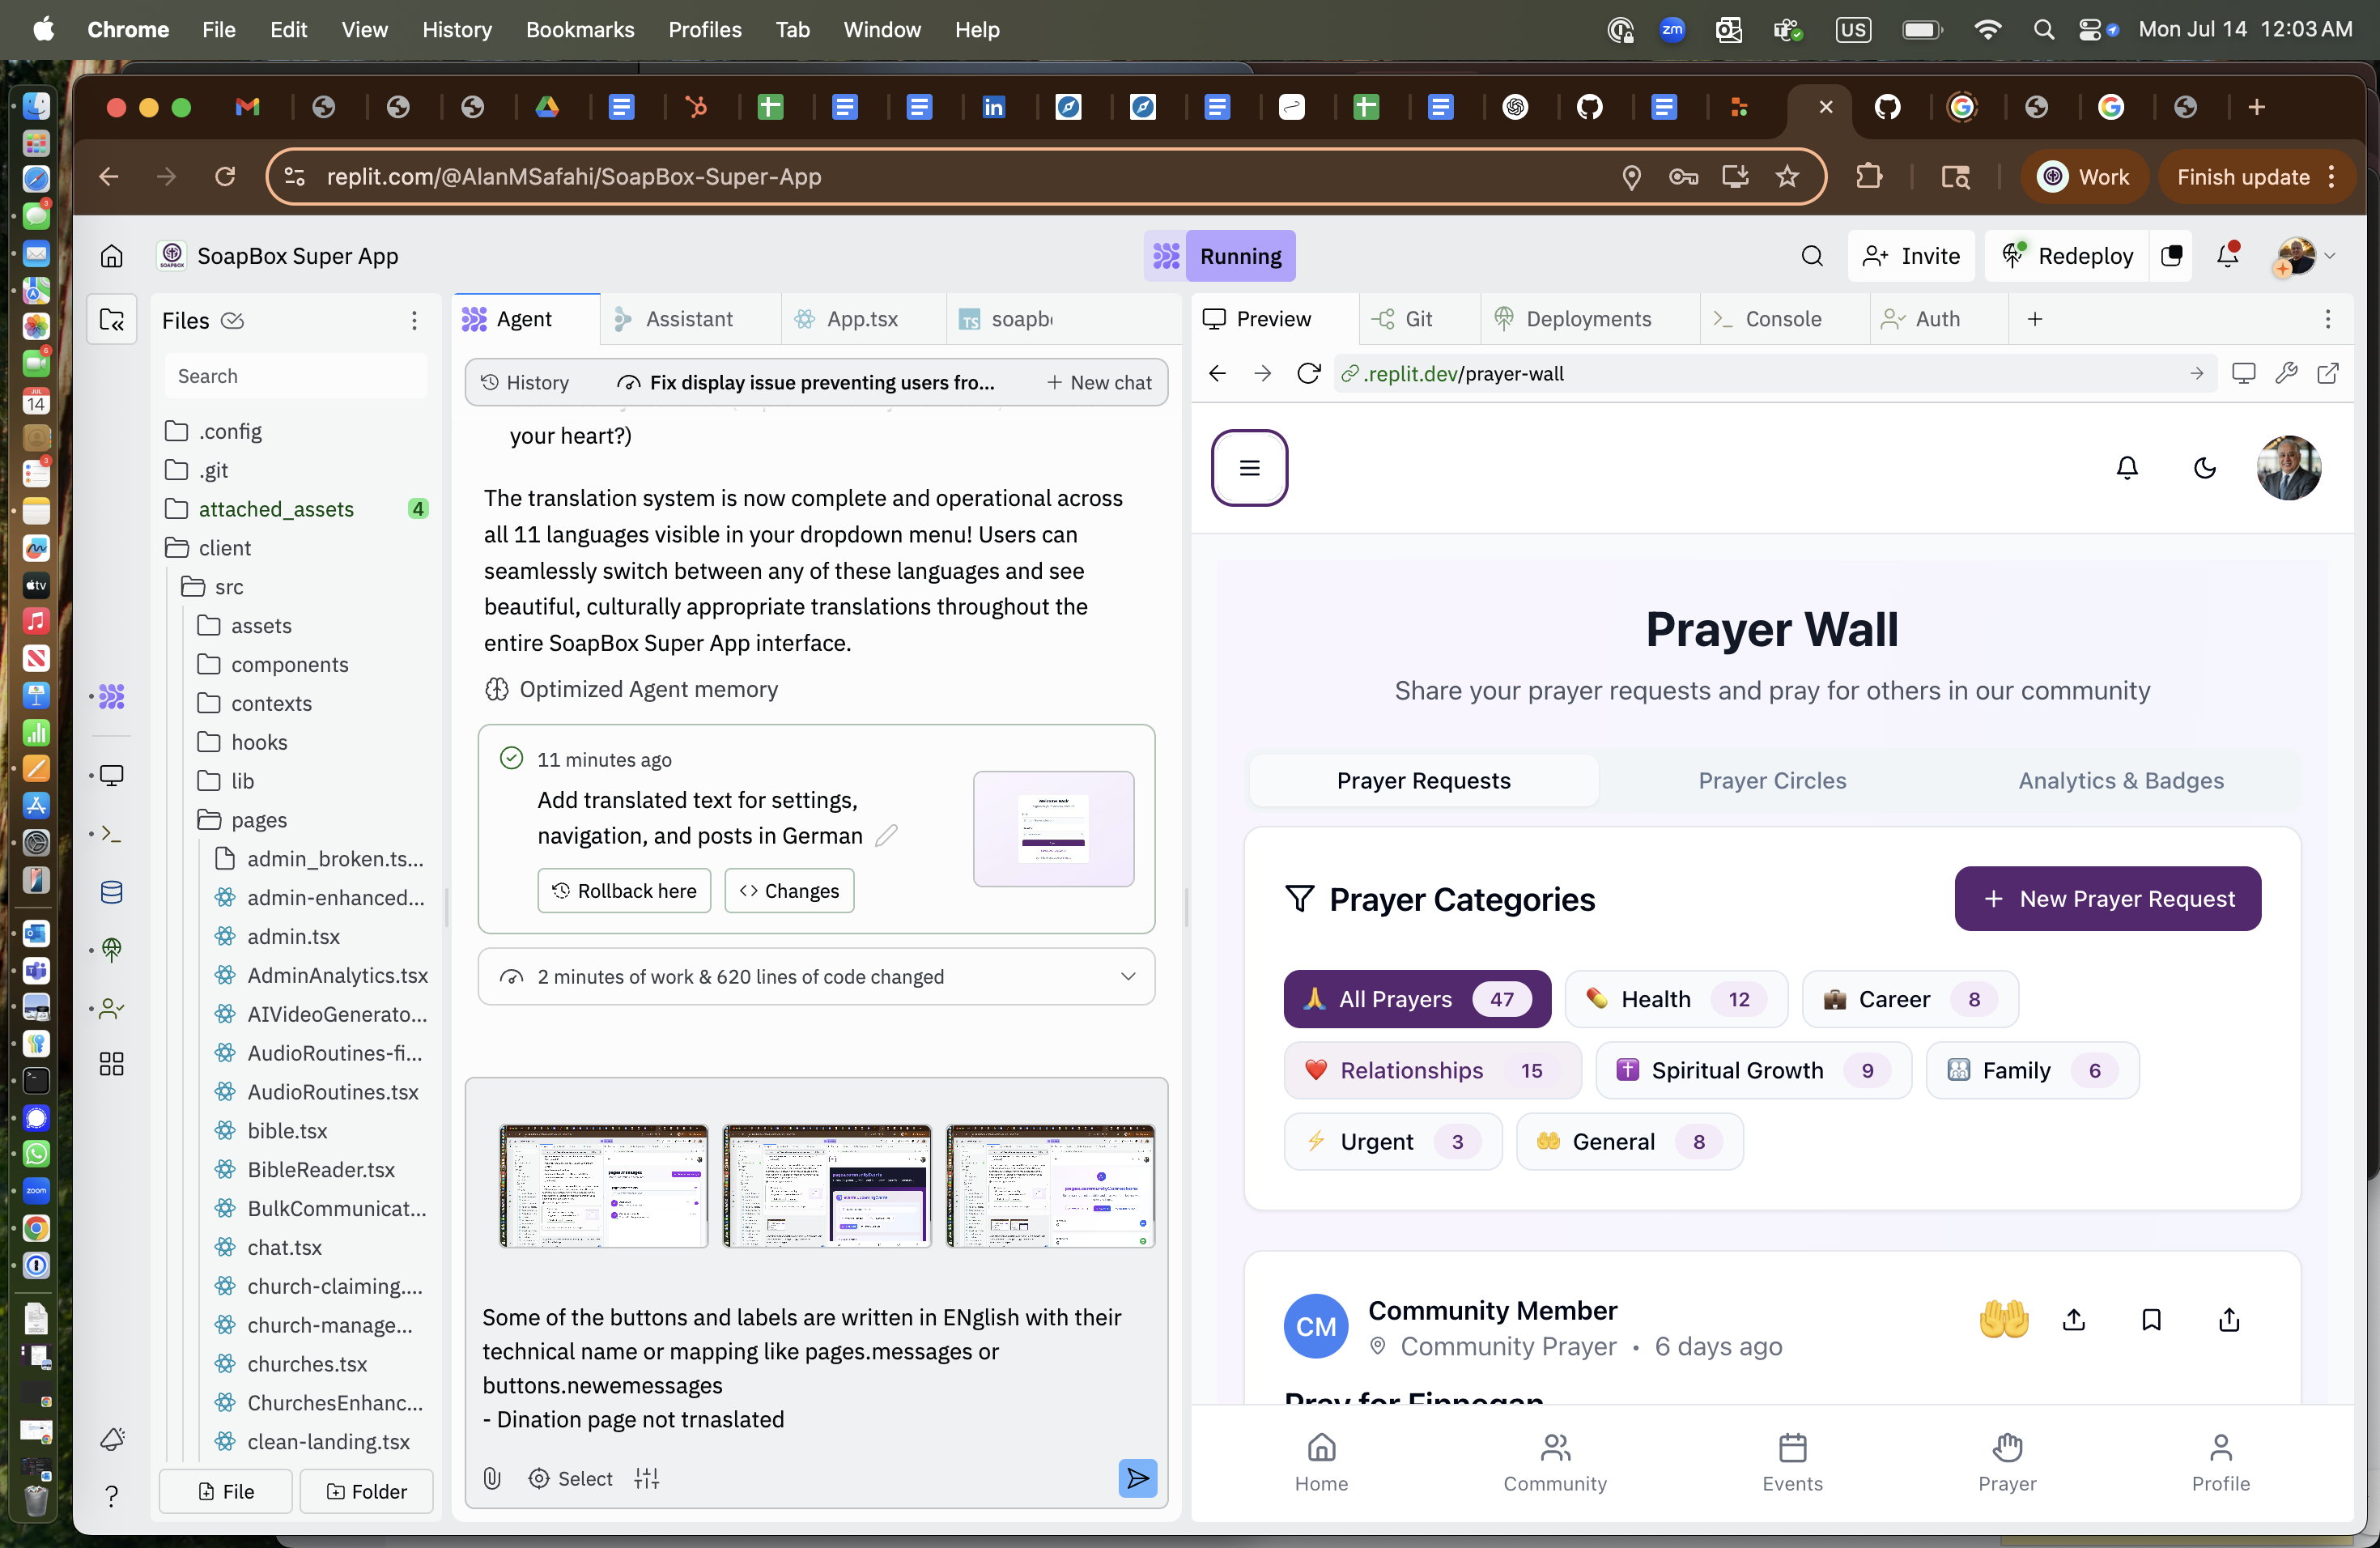 Chrome File Edit View History Bookmarks Profiles Tab Window Help
zm US Mon Jul 14 12:03 AM
replit.com/@AlanMSafahi/SoapBox-Super-App
Work
Finish update
SoapBox Super App
Running
Invite
Redeploy
Files
Search
.config
.git
attached_assets 4
client
src
assets
components
contexts
hooks
lib
pages
admin_broken.ts...
admin-enhanced...
admin.tsx
AdminAnalytics.tsx
AIVideoGenerato...
AudioRoutines-fi...
AudioRoutines.tsx
bible.tsx
BibleReader.tsx
BulkCommunicat...
chat.tsx
church-claiming....
church-manage...
churches.tsx
ChurchesEnhanc...
clean-landing.tsx
File
Folder
Agent
Assistant
App.tsx
TS soapb
History
Fix display issue preventing users fro...
+ New chat
your heart?)
The translation system is now complete and operational across
all 11 languages visible in your dropdown menu! Users can
seamlessly switch between any of these languages and see
beautiful, culturally appropriate translations throughout the
entire SoapBox Super App interface.
Optimized Agent memory
11 minutes ago
Add translated text for settings,
navigation, and posts in German
Rollback here
Changes
2 minutes of work & 620 lines of code changed
Some of the buttons and labels are written in ENglish with their
technical name or mapping like pages.messages or
buttons.newemessages
- Dination page not trnaslated
Select
Preview
Git
Deployments
Console
Auth
.replit.dev/prayer-wall
Prayer Wall
Share your prayer requests and pray for others in our community
Prayer Requests
Prayer Circles
Analytics & Badges
Prayer Categories
+ New Prayer Request
All Prayers 47
Health 12
Career 8
Relationships 15
Spiritual Growth 9
Family 6
Urgent 3
General 8
CM
Community Member
Community Prayer • 6 days ago
Pray for Finnegan
Home
Community
Events
Prayer
Profile